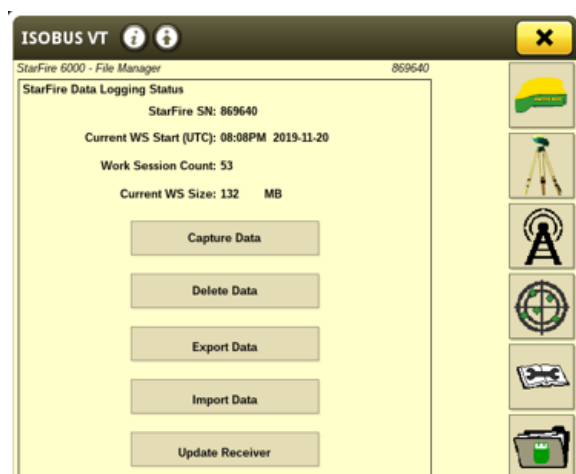 ISOBUS VT
StarFire 6000 - File Manager 869640
StarFire Data Logging Status
StarFire SN: 869640
Current WS Start (UTC): 08:08PM 2019-11-20
Work Session Count: 53
Current WS Size: 132 MB
Capture Data
Delete Data
Export Data
Import Data
Update Receiver